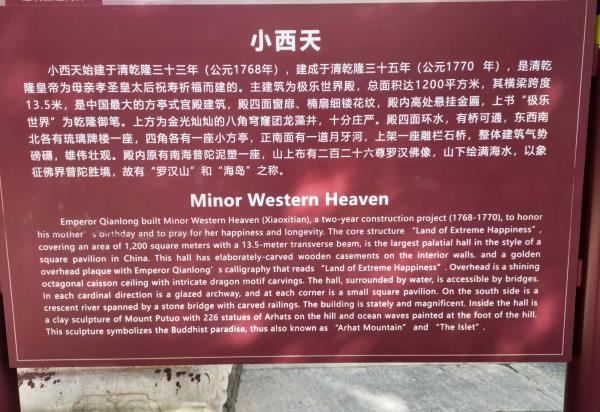 小西天
小西天始建于清乾隆三十三年（公元1768年），建成于清乾隆三十五年（公元1770 年），是清乾
隆皇帝为母亲孝圣皇太后祝寿祈福而建的。主建筑为极乐世界殿，总面积达1200平方米，其横梁跨度
13.5米，是中国最大的方亭式宫殿建筑，殿四面窗扉、楠扇细镂花纹，殿内高处悬挂金匾，上书“极乐
世界”为乾隆御笔。上方为金光灿灿的八角穹窿团龙藻井，十分庄严。殿四面环水，有桥可通，东西南
北各有琉璃牌楼一座，四角各有一座小方亭，正南面有一道月牙河，上架一座雕栏石桥，整体建筑气势
磅礴，雄伟壮观。殿内原有南海普陀泥塑一座，山上布有二百二十六尊罗汉佛像，山下绘满海水，以象
征佛界普陀胜境，故有“罗汉山”和“海岛”之称。
Minor Western Heaven
Emperor Qianlong built Minor Western Heaven (Xiaoxitian), a two-year construction project (1768-1770), to honor
his mother's birthday and to pray for her happiness and longevity. The core structure “Land of Extreme Happiness”,
covering an area of 1,200 square meters with a 13.5-meter transverse beam, is the largest palatial hall in the style of a
square pavilion in China. This hall has elaborately-carved wooden casements on the interior walls, and a golden
overhead plaque with Emperor Qianlong's calligraphy that reads “Land of Extreme Happiness”. Overhead is a shining
octagonal caisson ceiling with intricate dragon motif carvings. The hall, surrounded by water, is accessible by bridges.
In each cardinal direction is a glazed archway, and at each corner is a small square pavilion. On the south side is a
crescent river spanned by a stone bridge with carved railings. The building is stately and magnificent. Inside the hall is
a clay sculpture of Mount Putuo with 226 statues of Arhats on the hill and ocean waves painted at the foot of the hill.
This sculpture symbolizes the Buddhist paradise, thus also known as “Arhat Mountain” and “The Islet”.